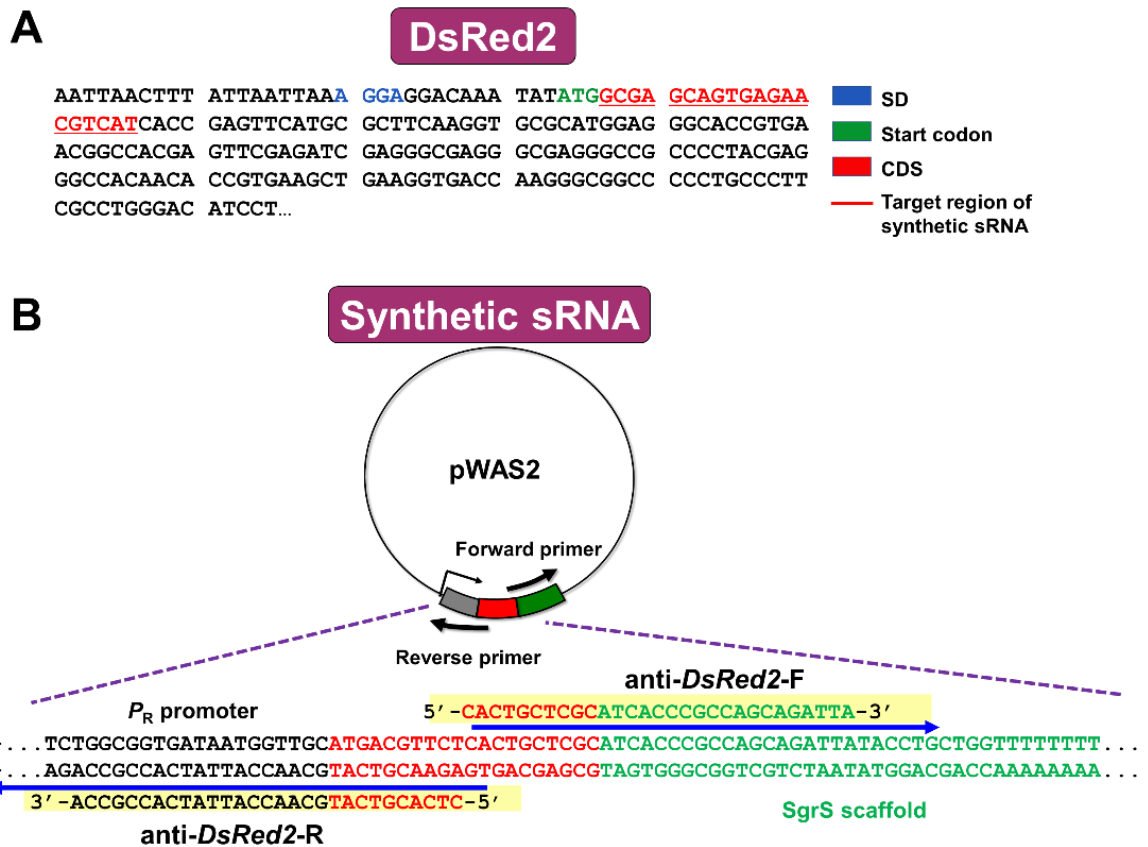 A
DsRed2
AATTAACTTT ATTAATTAAA GGAGGACAAA TATATGGCGA GCAGTGAGAA
CGTCATCACC GAGTTCATGC GCTTCAAGGT GCGCATGGAG GGCACCGTGA
ACGGCCACGA GTTCGAGATC GAGGGCGAGG GCGAGGGCCG CCCCTACGAG
GGCCACAACA CCGTGAAGCT GAAGGTGACC AAGGGCGGCC CCCTGCCCTT
CGCCTGGGAC ATCCT...
SD
Start codon
CDS
Target region of
synthetic sRNA
B
Synthetic sRNA
pWAS2
Forward primer
Reverse primer
anti-DsRed2-F
PR promoter
5’-CACTGCTCGCATCACCCGCCAGCAGATTA-3’
....TCTGGCGGTGATAATGGTTGCATGACGTTCTCACTGCTCGCATCACCCGCCAGCAGATTATACCTGCTGGTTTTTTTT....
....AGACCGCCACTATTACCAACGTACTGCAAGAGTGACGAGCGTAGTGGGCGGTCGTCTAATATGGACGACCAAAAAAAA....
3’-ACCGCCACTATTACCAACGTACTGCACTC-5’
SgrS scaffold
anti-DsRed2-R